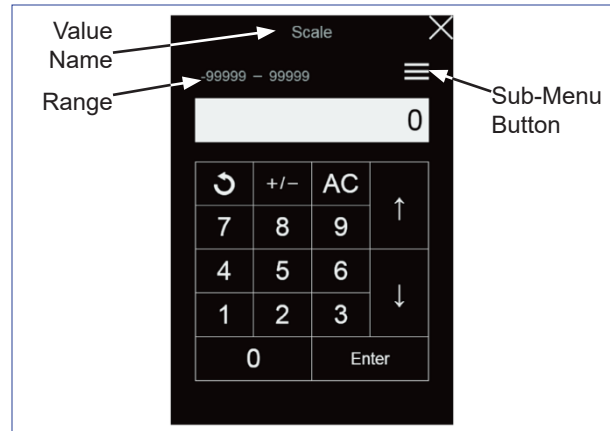 Value
Name
Scale
-99999 – 99999
Range
Sub-Menu
Button
0
+/− AC ↑
7 8 9
4 5 6 ↓
1 2 3
0 Enter